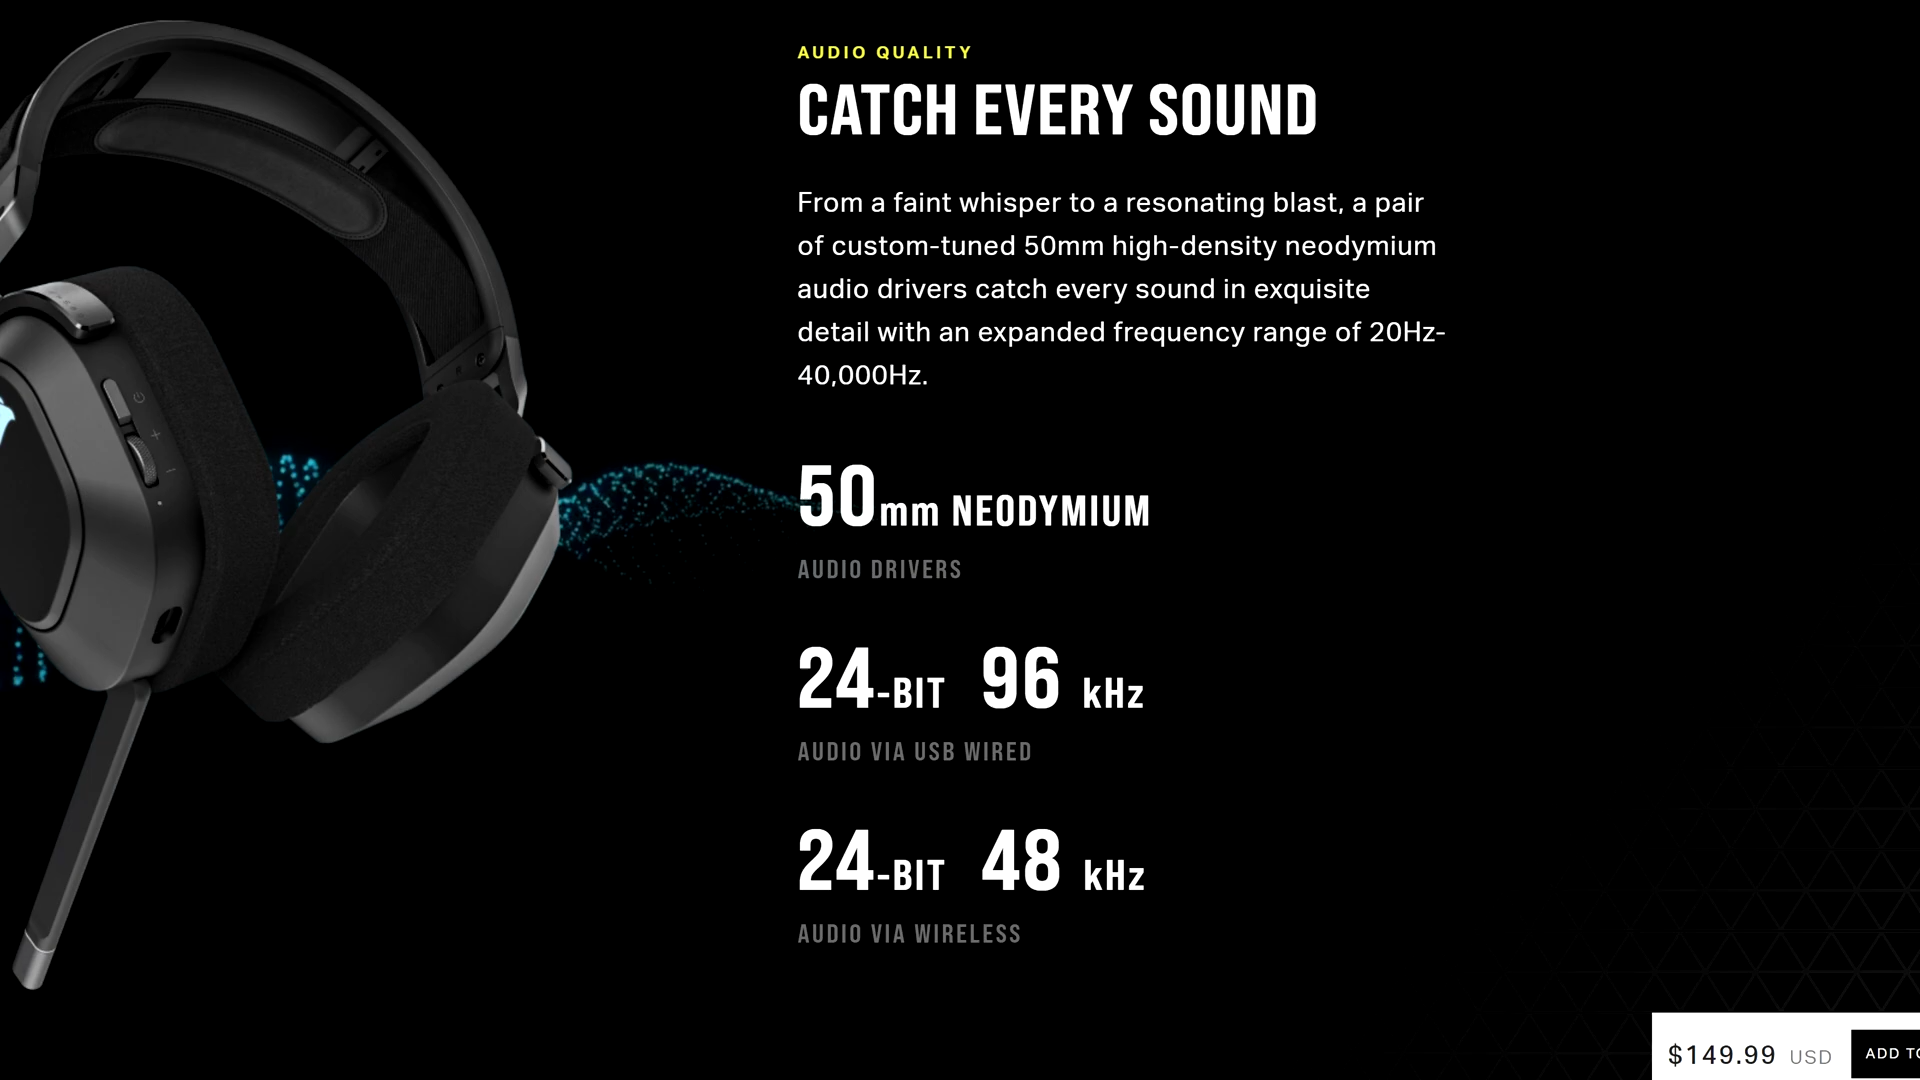 AUDIO QUALITY
CATCH EVERY SOUND
From a faint whisper to a resonating blast, a pair
of custom-tuned 50mm high-density neodymium
audio drivers catch every sound in exquisite
detail with an expanded frequency range of 20Hz-
40,000Hz.
50mm NEODYMIUM
AUDIO DRIVERS
24-BIT 96 kHz
AUDIO VIA USB WIRED
24-BIT 48 kHz
AUDIO VIA WIRELESS
$149.99 USD
ADD TO